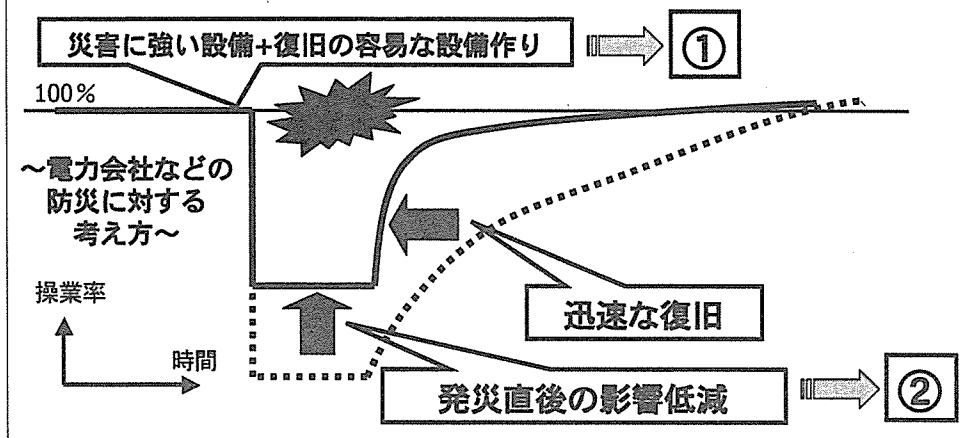 災害に強い設備+復旧の容易な設備作り
①
100%
～電力会社などの
防災に対する
考え方～
操業率
時間
迅速な復旧
発災直後の影響低減
②